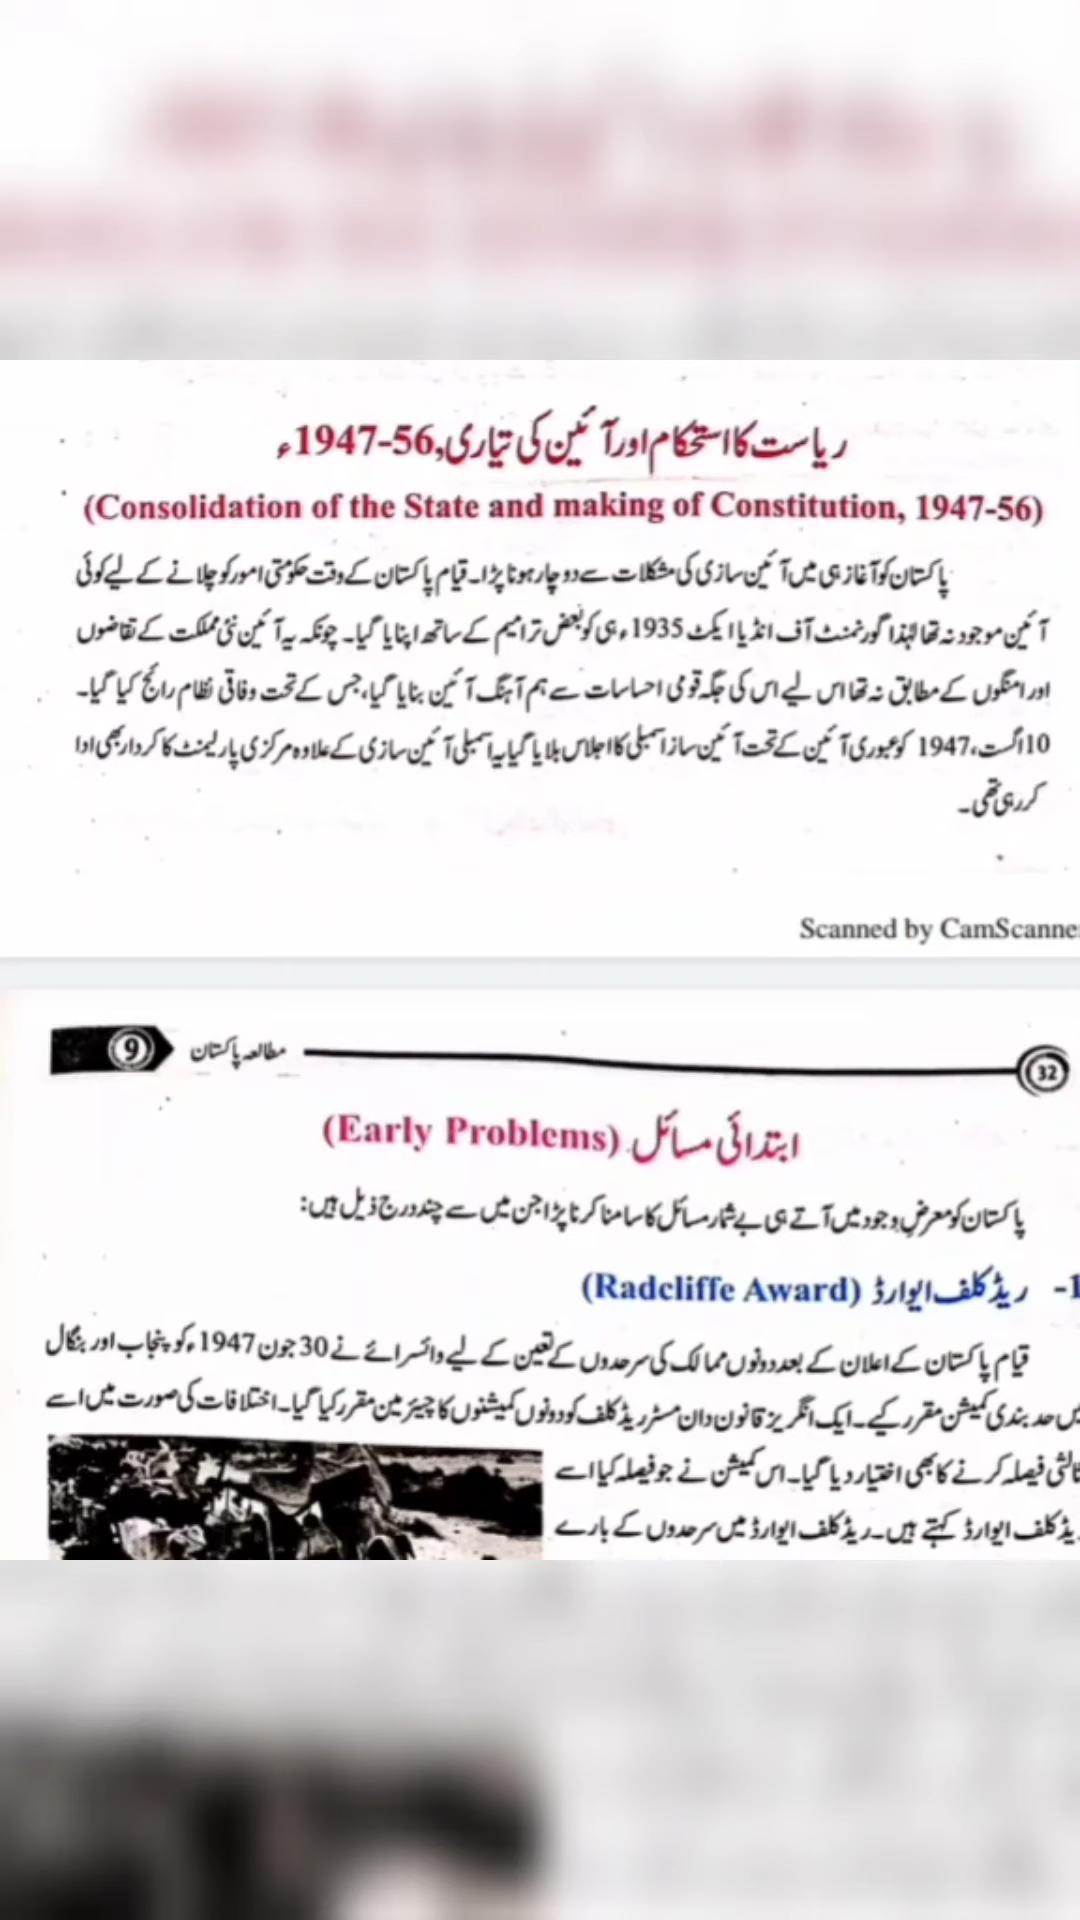 ریاست کا استحکام اور آئین کی تیاری,56-1947ء
(Consolidation of the State and making of Constitution, 1947-56)
پاکستان کو آغاز ہی میں آئین سازی کی مشکلات سے دوچار ہونا پڑا۔ قیام پاکستان کے وقت حکومتی امور کو چلانے کے لیے کوئی
آئین موجود نہ تھا لہٰذا گورنمنٹ آف انڈیا ایکٹ 1935ء ہی کو بعض ترامیم کے ساتھ اپنایا گیا۔ چونکہ یہ آئین نئی مملکت کے تقاضوں
اور امنگوں کے مطابق نہ تھا اس لیے اس کی جگہ قومی احساسات سے ہم آہنگ آئین بنایا گیا، جس کے تحت وفاقی نظام رائج کیا گیا۔
10 اگست، 1947 کو عبوری آئین کے تحت آئین ساز اسمبلی کا اجلاس بلایا گیا یہ اسمبلی آئین سازی کے علاوہ مرکزی پارلیمنٹ کا کردار بھی ادا
کر رہی تھی۔
Scanned by CamScanner
32 مطالعہ پاکستان 9
ابتدائی مسائل (Early Problems)
پاکستان کو معرضِ وجود میں آتے ہی بے شمار مسائل کا سامنا کرنا پڑا جن میں سے چند درج ذیل ہیں:
1- ریڈ کلف ایوارڈ (Radcliffe Award)
قیام پاکستان کے اعلان کے بعد دونوں ممالک کی سرحدوں کے تعین کے لیے وائسرائے نے 30 جون 1947ء کو پنجاب اور بنگال
میں حد بندی کمیشن مقرر کیے۔ ایک انگریز قانون دان مسٹر ریڈ کلف کو دونوں کمیشنوں کا چیئرمین مقرر کیا گیا۔ اختلافات کی صورت میں اسے
ثالثی فیصلہ کرنے کا بھی اختیار دیا گیا۔ اس کمیشن نے جو فیصلہ کیا اسے
ریڈ کلف ایوارڈ کہتے ہیں۔ ریڈ کلف ایوارڈ میں سرحدوں کے بارے